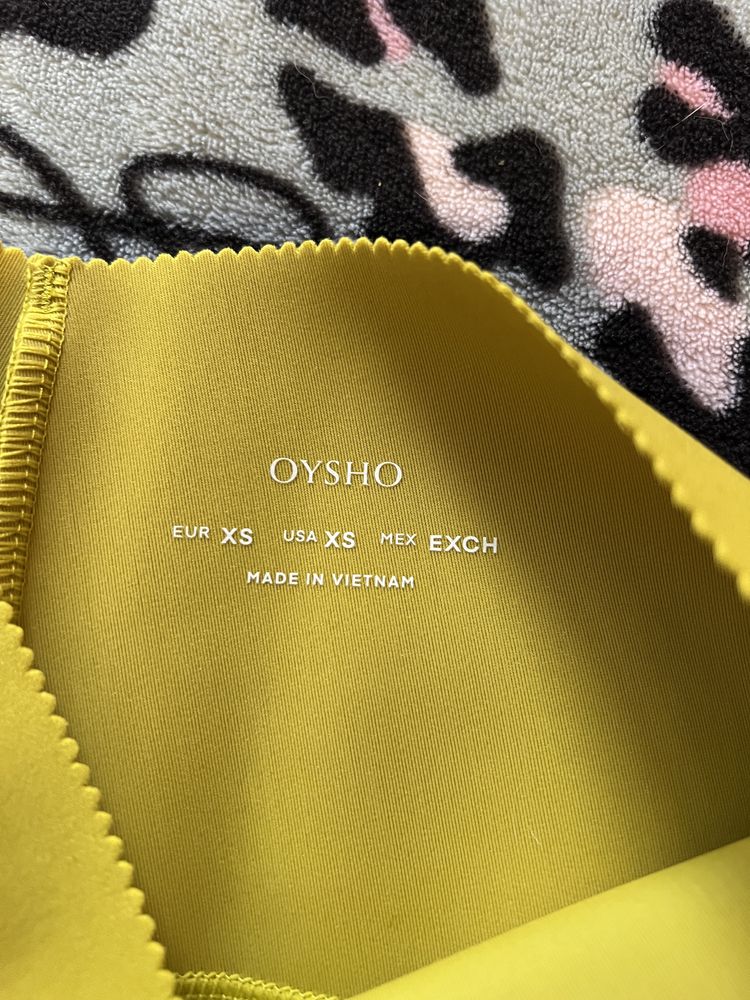 OYSHO
EUR XS USA XS MEX EXCH
MADE IN VIETNAM